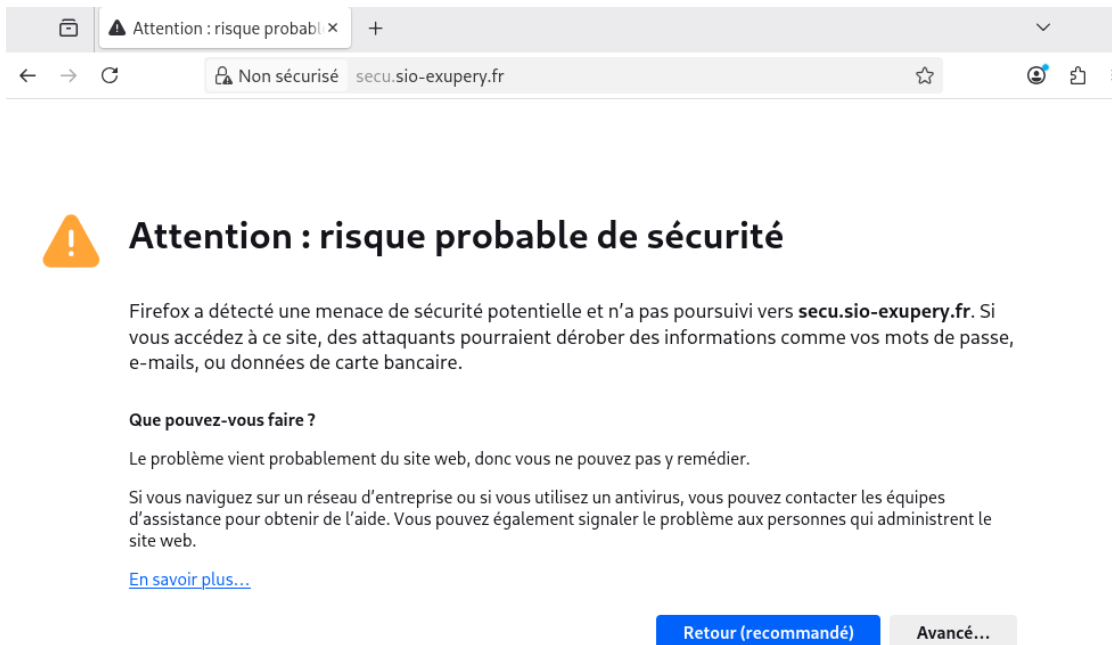 Attention : risque probabl
Non sécurisé secu.sio-exupery.fr
Attention : risque probable de sécurité
Firefox a détecté une menace de sécurité potentielle et n’a pas poursuivi vers secu.sio-exupery.fr. Si
vous accédez à ce site, des attaquants pourraient dérober des informations comme vos mots de passe,
e-mails, ou données de carte bancaire.
Que pouvez-vous faire ?
Le problème vient probablement du site web, donc vous ne pouvez pas y remédier.
Si vous naviguez sur un réseau d’entreprise ou si vous utilisez un antivirus, vous pouvez contacter les équipes
d’assistance pour obtenir de l’aide. Vous pouvez également signaler le problème aux personnes qui administrent le
site web.
En savoir plus…
Retour (recommandé) Avancé…